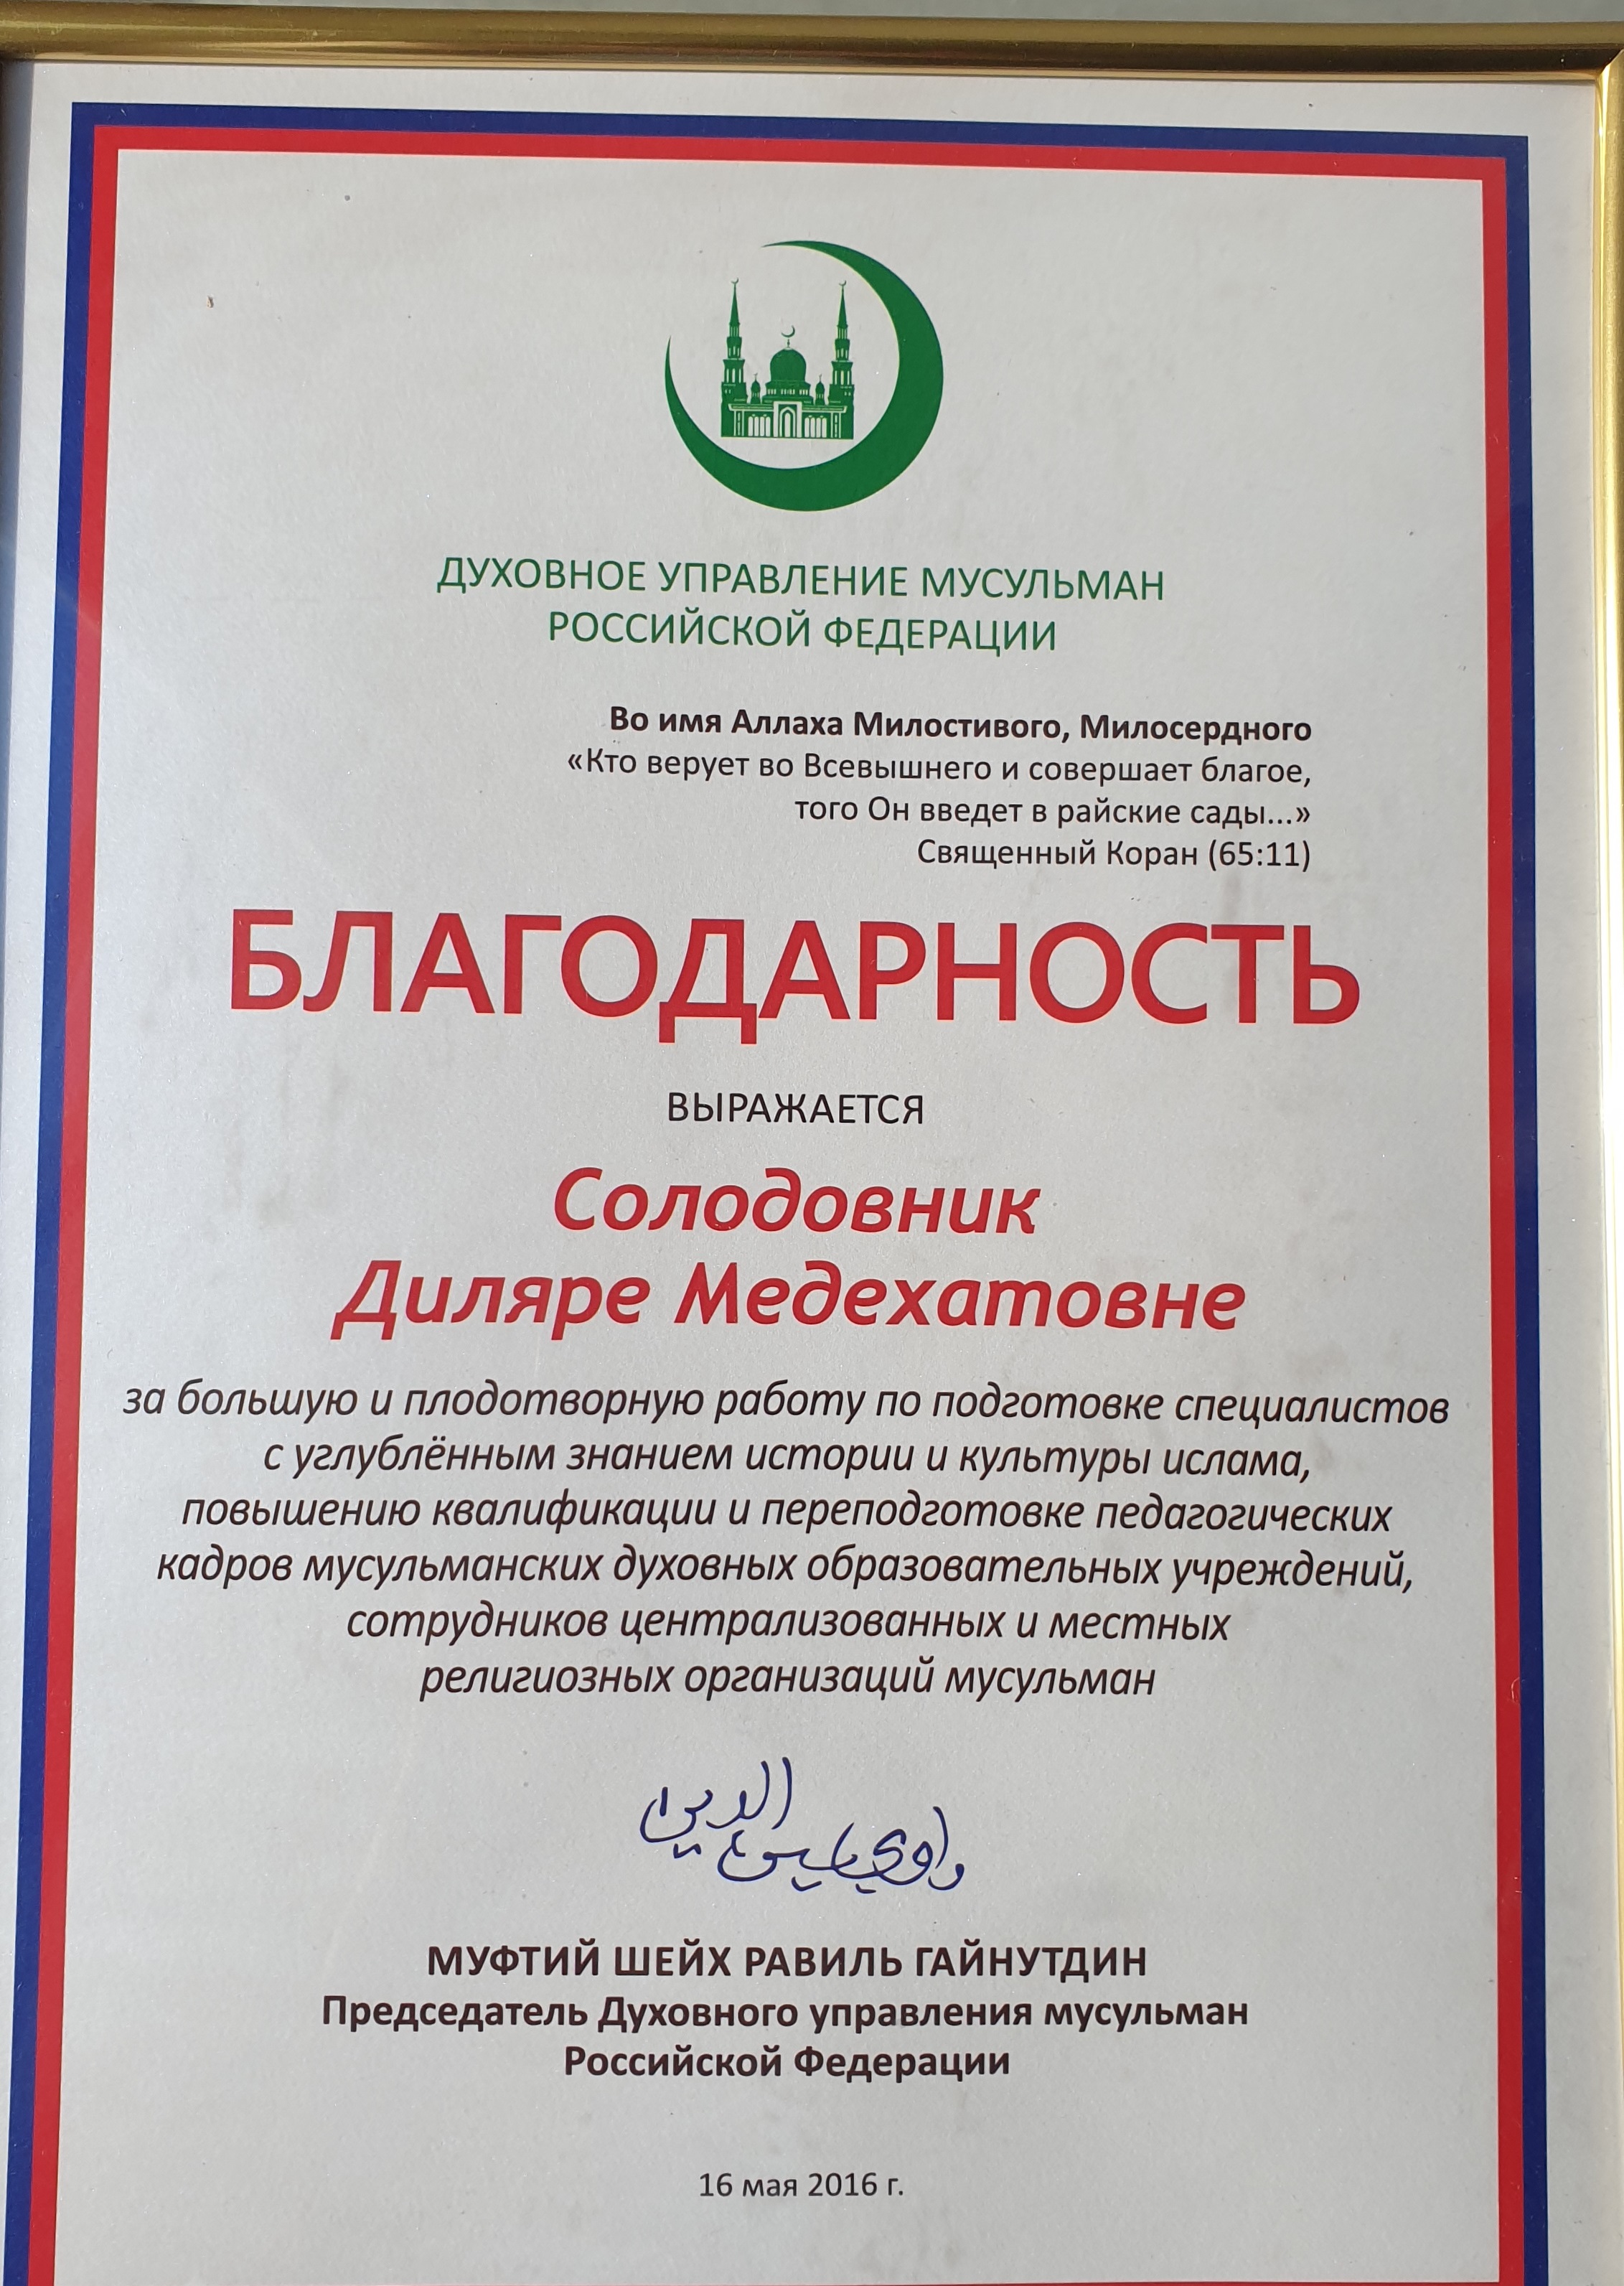 ДУХОВНОЕ УПРАВЛЕНИЕ МУСУЛЬМАН
РОССИЙСКОЙ ФЕДЕРАЦИИ
Во имя Аллаха Милостивого, Милосердного
«Кто верует во Всевышнего и совершает благое,
того Он введет в райские сады...»
Священный Коран (65:11)
БЛАГОДАРНОСТЬ
ВЫРАЖАЕТСЯ
Солодовник
Диляре Медехатовне
за большую и плодотворную работу по подготовке специалистов
с углублённым знанием истории и культуры ислама,
повышению квалификации и переподготовке педагогических
кадров мусульманских духовных образовательных учреждений,
сотрудников централизованных и местных
религиозных организаций мусульман
МУФТИЙ ШЕЙХ РАВИЛЬ ГАЙНУТДИН
Председатель Духовного управления мусульман
Российской Федерации
16 мая 2016 г.